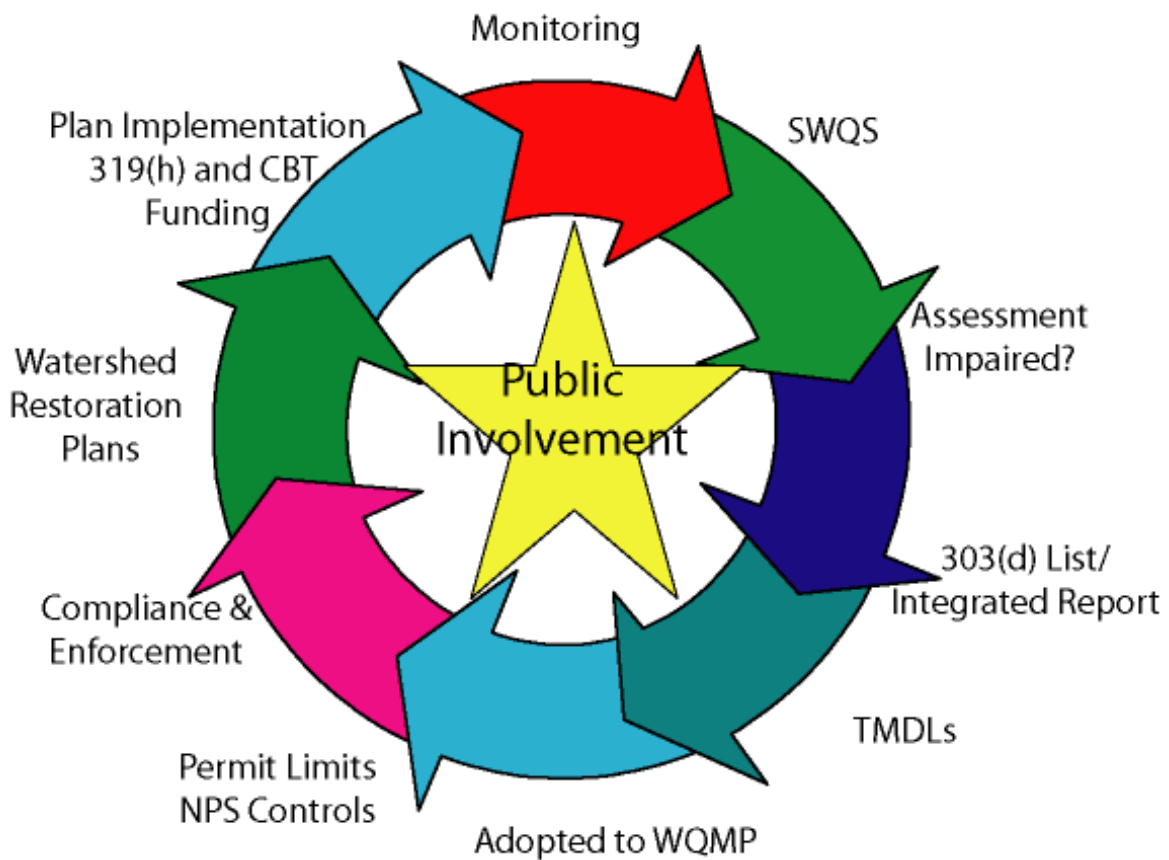 Monitoring
SWQS
Assessment
Impaired?
303(d) List/
Integrated Report
TMDLs
Adopted to WQMP
Permit Limits
NPS Controls
Compliance &
Enforcement
Watershed
Restoration
Plans
Plan Implementation
319(h) and CBT
Funding
Public
Involvement